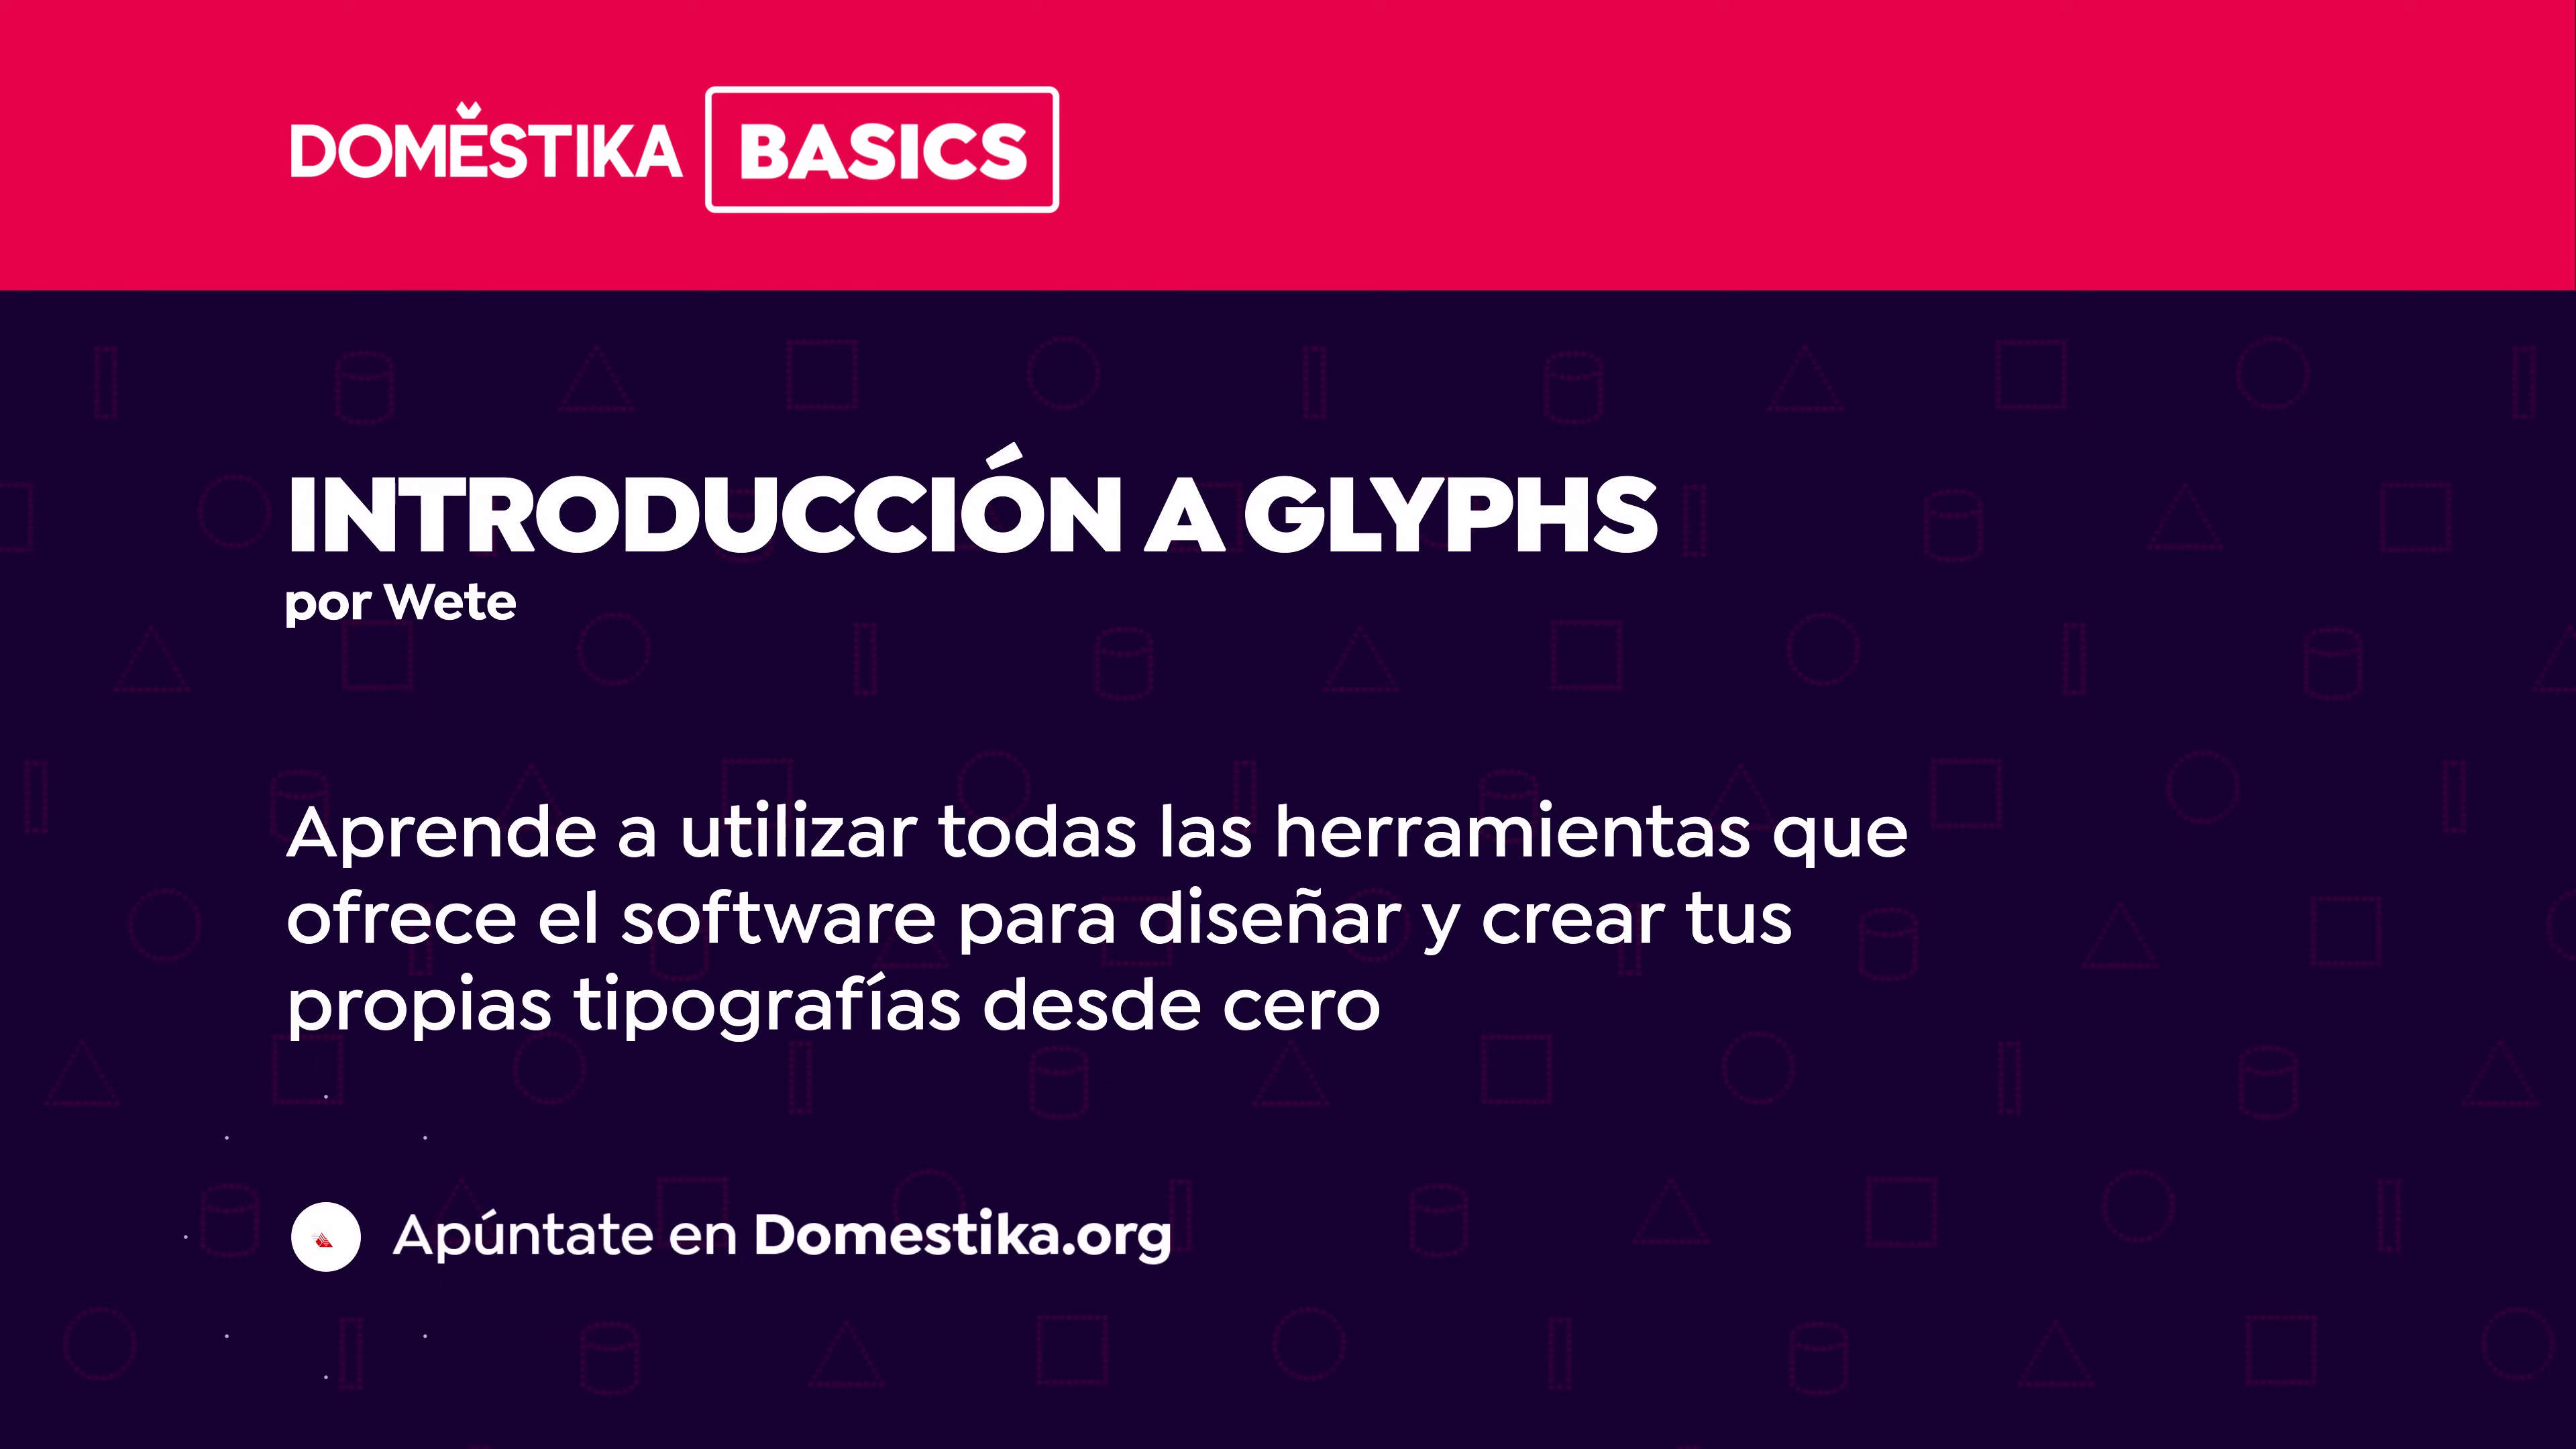 DOMĔSTIKA BASICS
INTRODUCCIÓN A GLYPHS
por Wete
Aprende a utilizar todas las herramientas que
ofrece el software para diseñar y crear tus
propias tipografías desde cero
Apúntate en Domestika.org